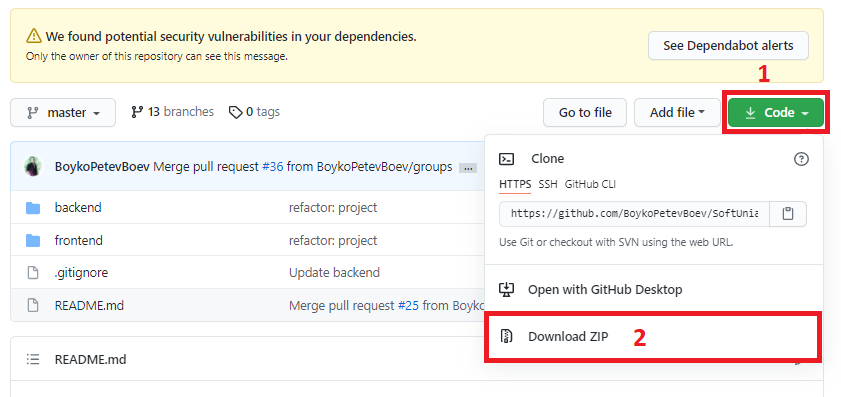 We found potential security vulnerabilities in your dependencies.
Only the owner of this repository can see this message.
See Dependabot alerts
1
master
13 branches
0 tags
Go to file
Add file
Code
BoykoPetevBoev Merge pull request #36 from BoykoPetevBoev/groups ...
backend refactor: project
frontend refactor: project
.gitignore Update backend
README.md Merge pull request #25 from Boyko
README.md
Clone
HTTPS SSH GitHub CLI
https://github.com/BoykoPetevBoev/SoftUnia
Use Git or checkout with SVN using the web URL.
Open with GitHub Desktop
Download ZIP 2